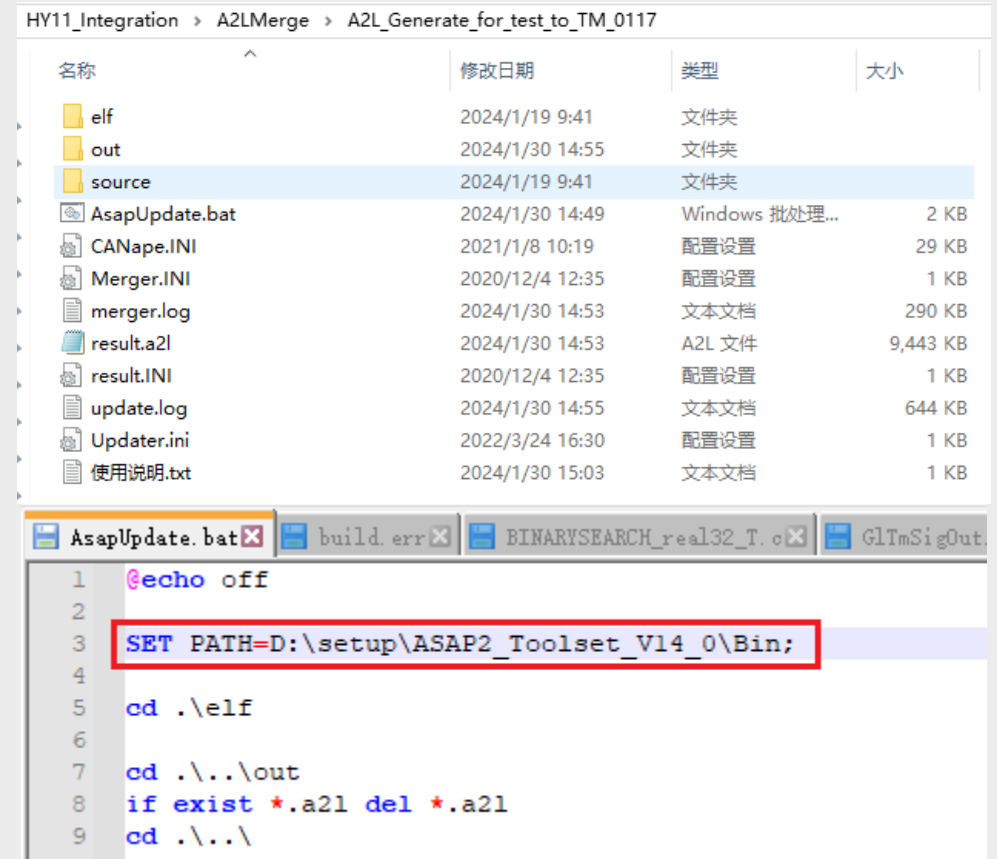 HY11_Integration › A2LMerge › A2L_Generate_for_test_to_TM_0117
名称 修改日期 类型 大小
elf 2024/1/19 9:41 文件夹
out 2024/1/30 14:55 文件夹
source 2024/1/19 9:41 文件夹
AsapUpdate.bat 2024/1/30 14:49 Windows 批处理... 2 KB
CANape.INI 2021/1/8 10:19 配置设置 29 KB
Merger.INI 2020/12/4 12:35 配置设置 1 KB
merger.log 2024/1/30 14:53 文本文档 290 KB
result.a2l 2024/1/30 14:53 A2L 文件 9,443 KB
result.INI 2020/12/4 12:35 配置设置 1 KB
update.log 2024/1/30 14:55 文本文档 644 KB
Updater.ini 2022/3/24 16:30 配置设置 1 KB
使用说明.txt 2024/1/30 15:03 文本文档 1 KB
AsapUpdate.bat build.err BINARYSEARCH_real32_T.c GlTmSigOut.
1 @echo off
2
3 SET PATH=D:\setup\ASAP2_Toolset_V14_0\Bin;
4
5 cd .\elf
6
7 cd .\..\out
8 if exist *.a2l del *.a2l
9 cd .\..\